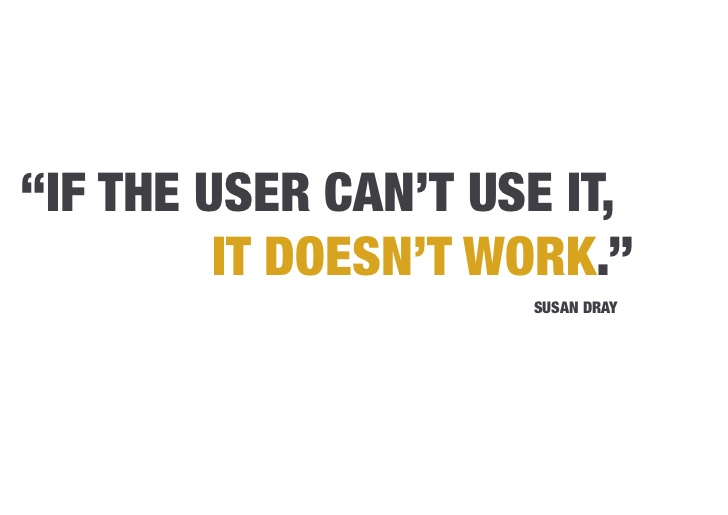 “IF THE USER CAN’T USE IT,
IT DOESN’T WORK.”
SUSAN DRAY